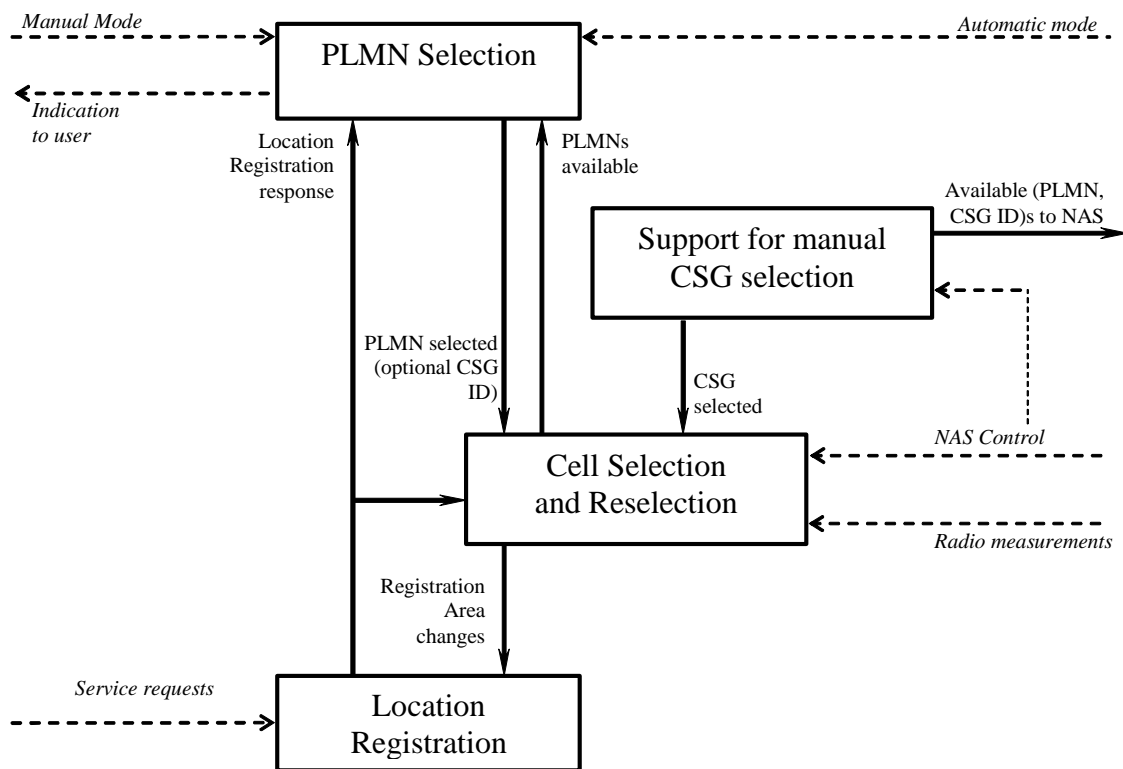 Manual Mode
PLMN Selection
Automatic mode
Indication
to user
Location
Registration
response
PLMNs
available
Available (PLMN,
CSG ID)s to NAS
Support for manual
CSG selection
PLMN selected
(optional CSG
ID)
CSG
selected
NAS Control
Cell Selection
and Reselection
Radio measurements
Registration
Area
changes
Service requests
Location
Registration